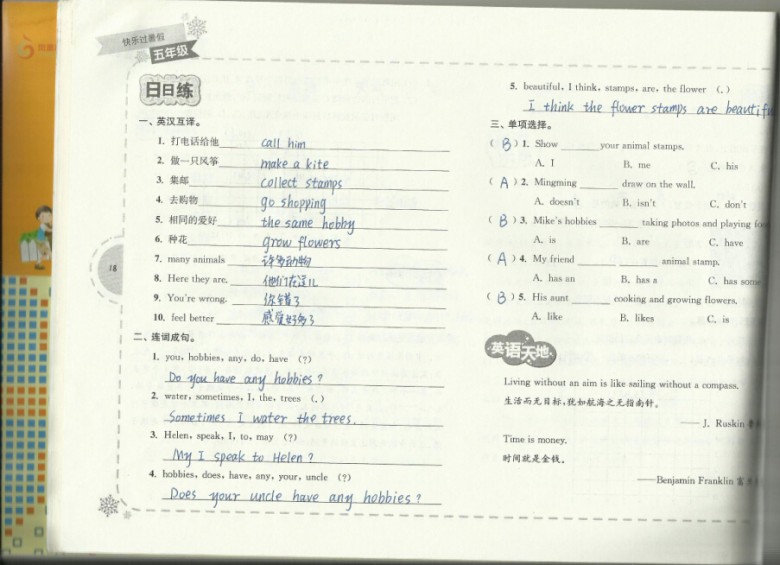 快乐过暑假
五年级
日日练
一、英汉互译。
1. 打电话给他 call him
2. 做一只风筝 make a kite
3. 集邮 collect stamps
4. 去购物 go shopping
5. 相同的爱好 the same hobby
6. 种花 grow flowers
7. many animals 许多动物
8. Here they are. 他们在这儿
9. You're wrong. 你错了
10. feel better 感觉好多了
二、连词成句。
1. you, hobbies, any, do, have (?)
Do you have any hobbies?
2. water, sometimes, I, the, trees (.)
Sometimes I water the trees.
3. Helen, speak, I, to, may (?)
My I speak to Helen?
4. hobbies, does, have, any, your, uncle (?)
Does your uncle have any hobbies?
18
5. beautiful, I think, stamps, are, the flower (.)
I think the flower stamps are
三、单项选择。
(B) 1. Show ______ your animal stamps.
A. I B. me C. his
(A) 2. Mingming ______ draw on the wall.
A. doesn't B. isn't C. don't
(B) 3. Mike's hobbies ______ taking photos and playing
A. is B. are C. have
(A) 4. My friend ______ animal stamp.
A. has an B. has a C. has some
(B) 5. His aunt ______ cooking and growing flowers.
A. like B. likes C. is
英语天地
Living without an aim is like sailing without a compass.
生活而无目标,犹如航海之无指南针。
——J. Ruskin
Time is money.
时间就是金钱。
——Benjamin Franklin